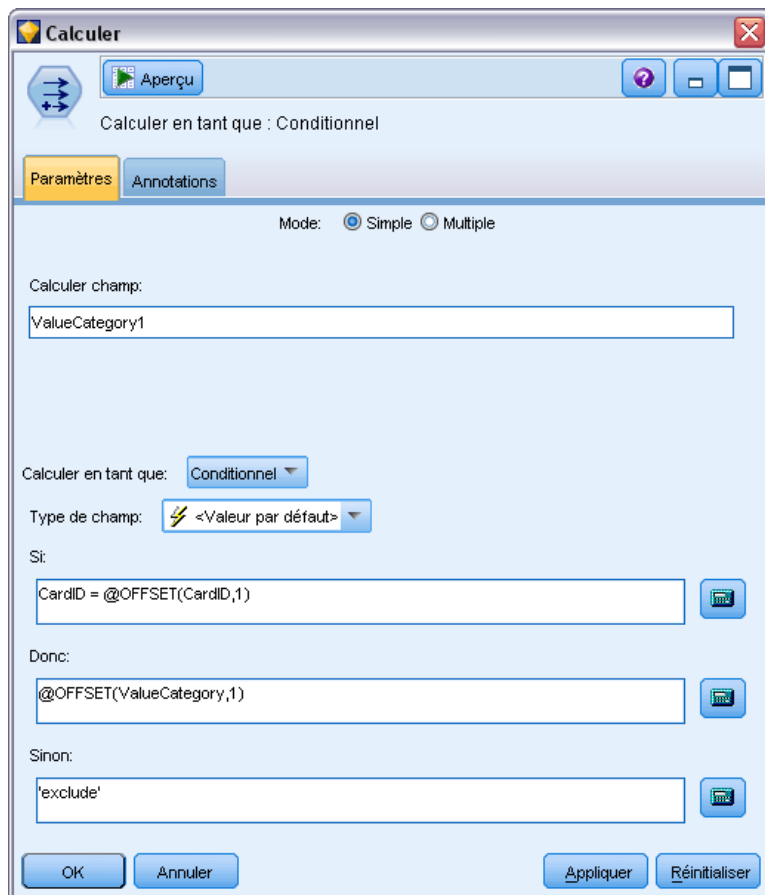 Calculer
Aperçu
Calculer en tant que : Conditionnel
Paramètres Annotations
Mode: Simple Multiple
Calculer champ:
ValueCategory1
Calculer en tant que: Conditionnel
Type de champ: <Valeur par défaut>
Si:
CardID = @OFFSET(CardID,1)
Donc:
@OFFSET(ValueCategory,1)
Sinon:
'exclude'
OK Annuler Appliquer Réinitialiser